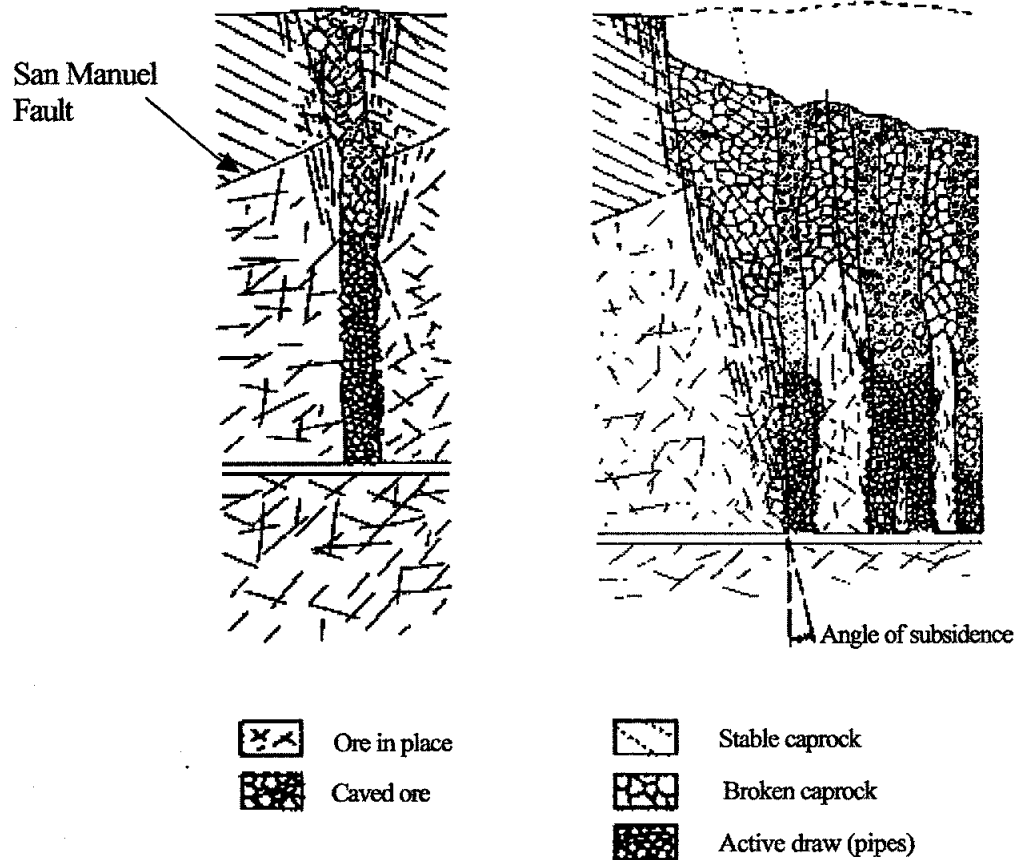 San Manuel
Fault
Angle of subsidence
Ore in place
Caved ore
Stable caprock
Broken caprock
Active draw (pipes)